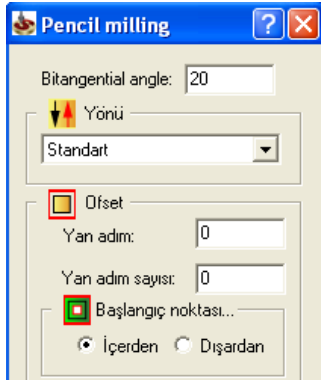 Pencil milling
Bitangential angle: 20
Yönü
Standart
Ofset
Yan adım: 0
Yan adım sayısı: 0
Başlangıç noktası...
İçerden Dışardan